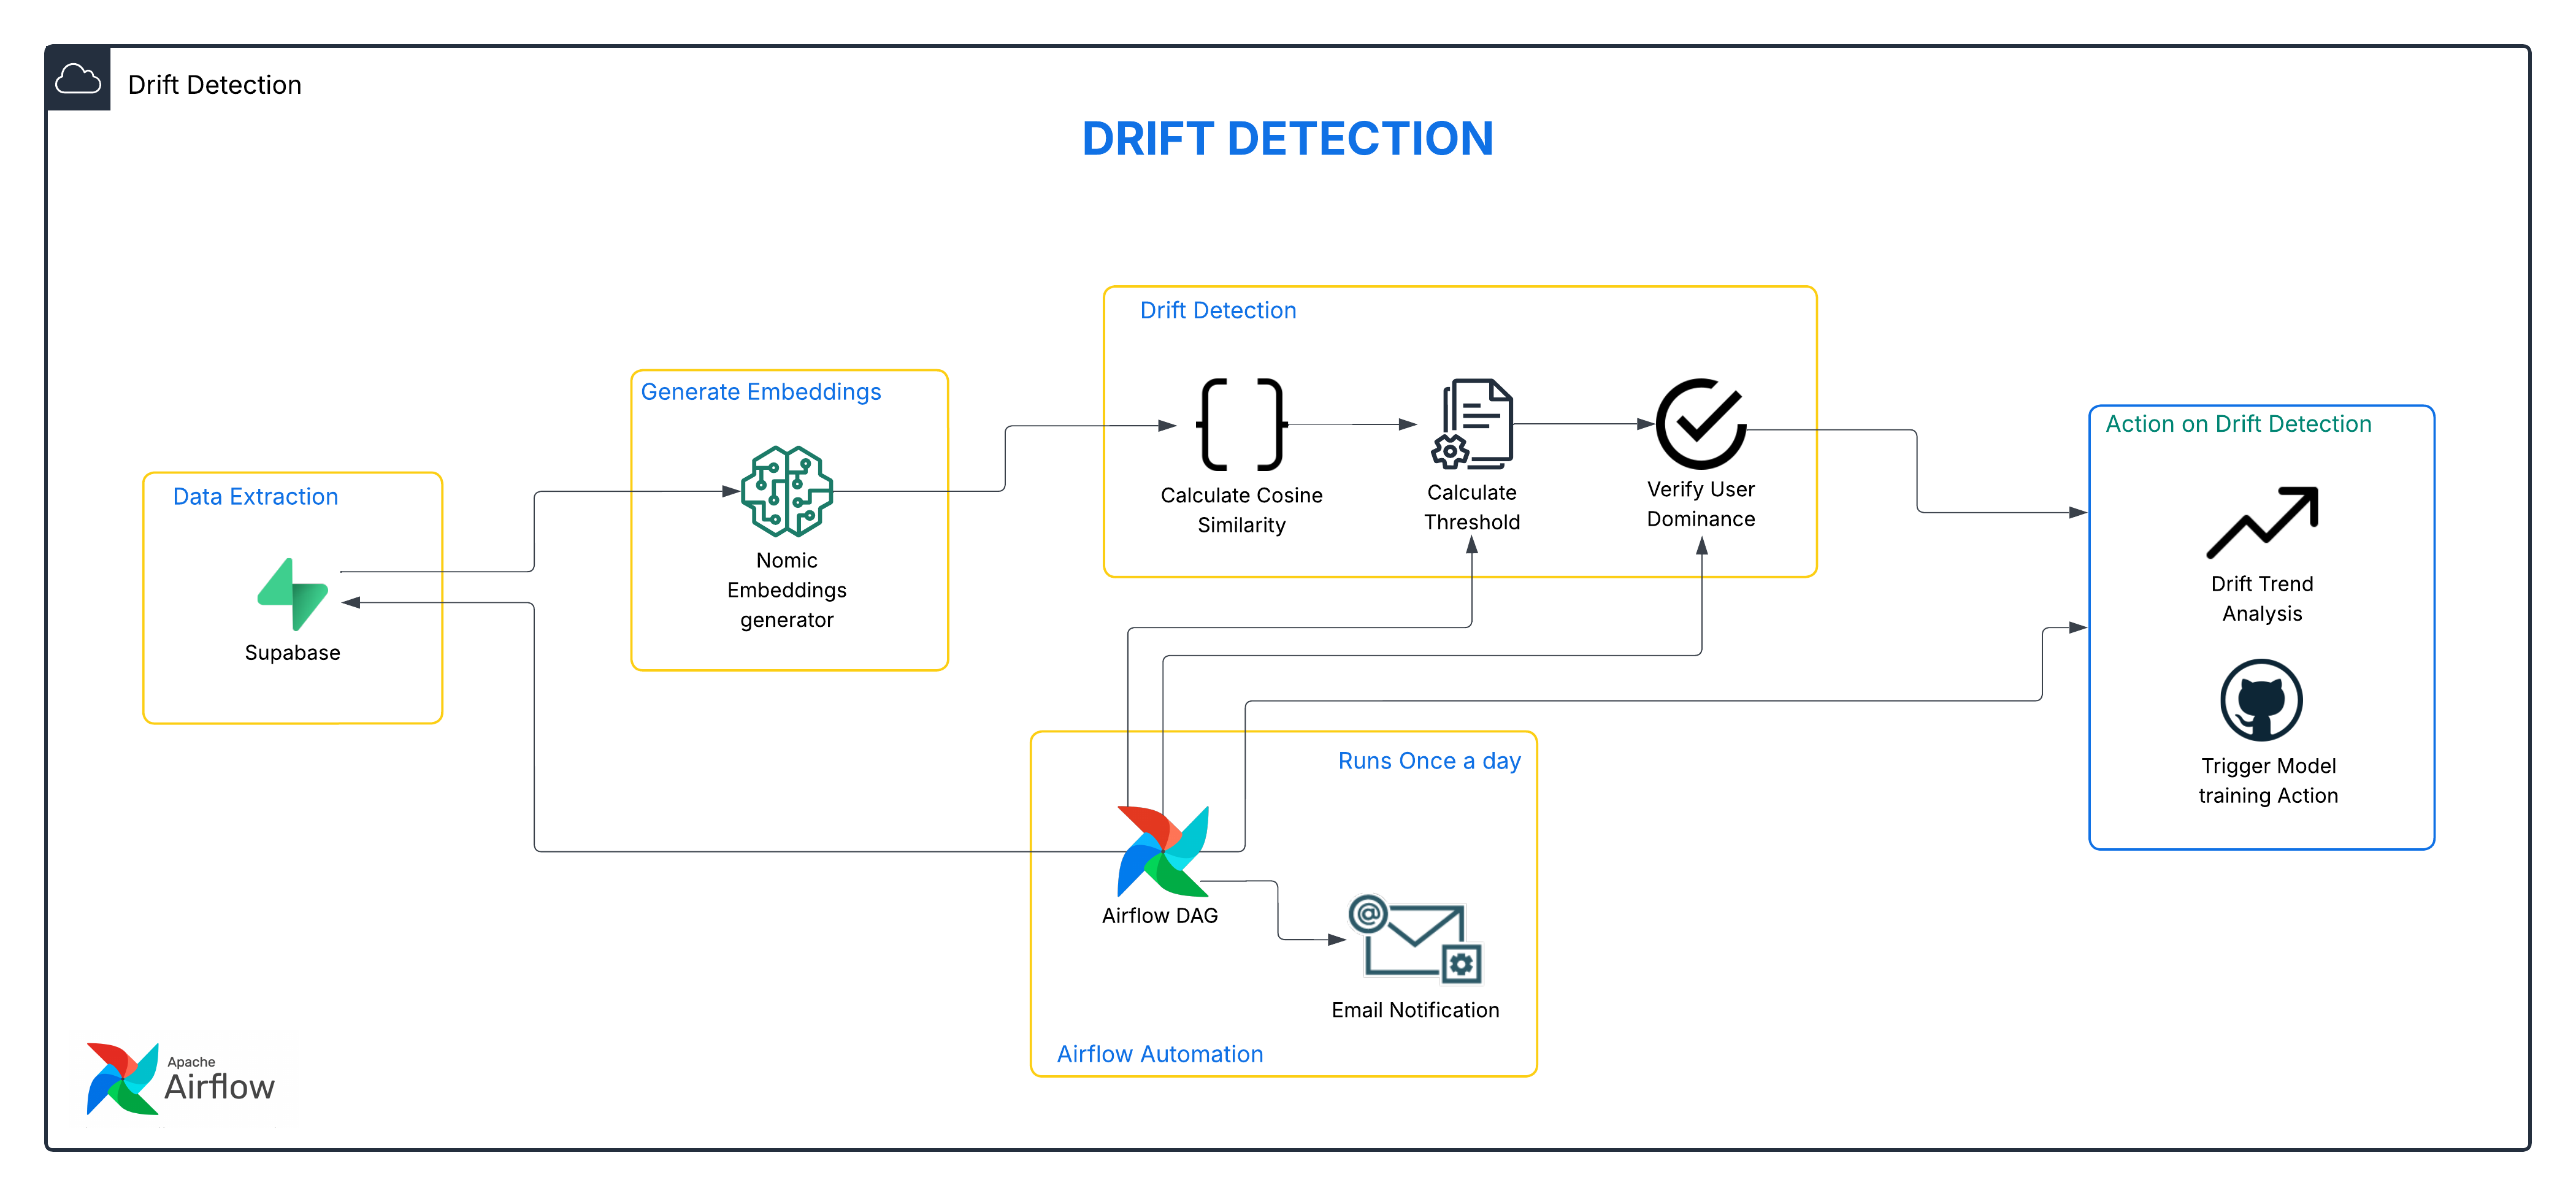 Drift Detection
DRIFT DETECTION
Data Extraction
Supabase
Generate Embeddings
Nomic
Embeddings
generator
Drift Detection
Calculate Cosine
Similarity
Calculate
Threshold
Verify User
Dominance
Action on Drift Detection
Drift Trend
Analysis
Trigger Model
training Action
Runs Once a day
Airflow DAG
@
Email Notification
Airflow Automation
Apache
Airflow